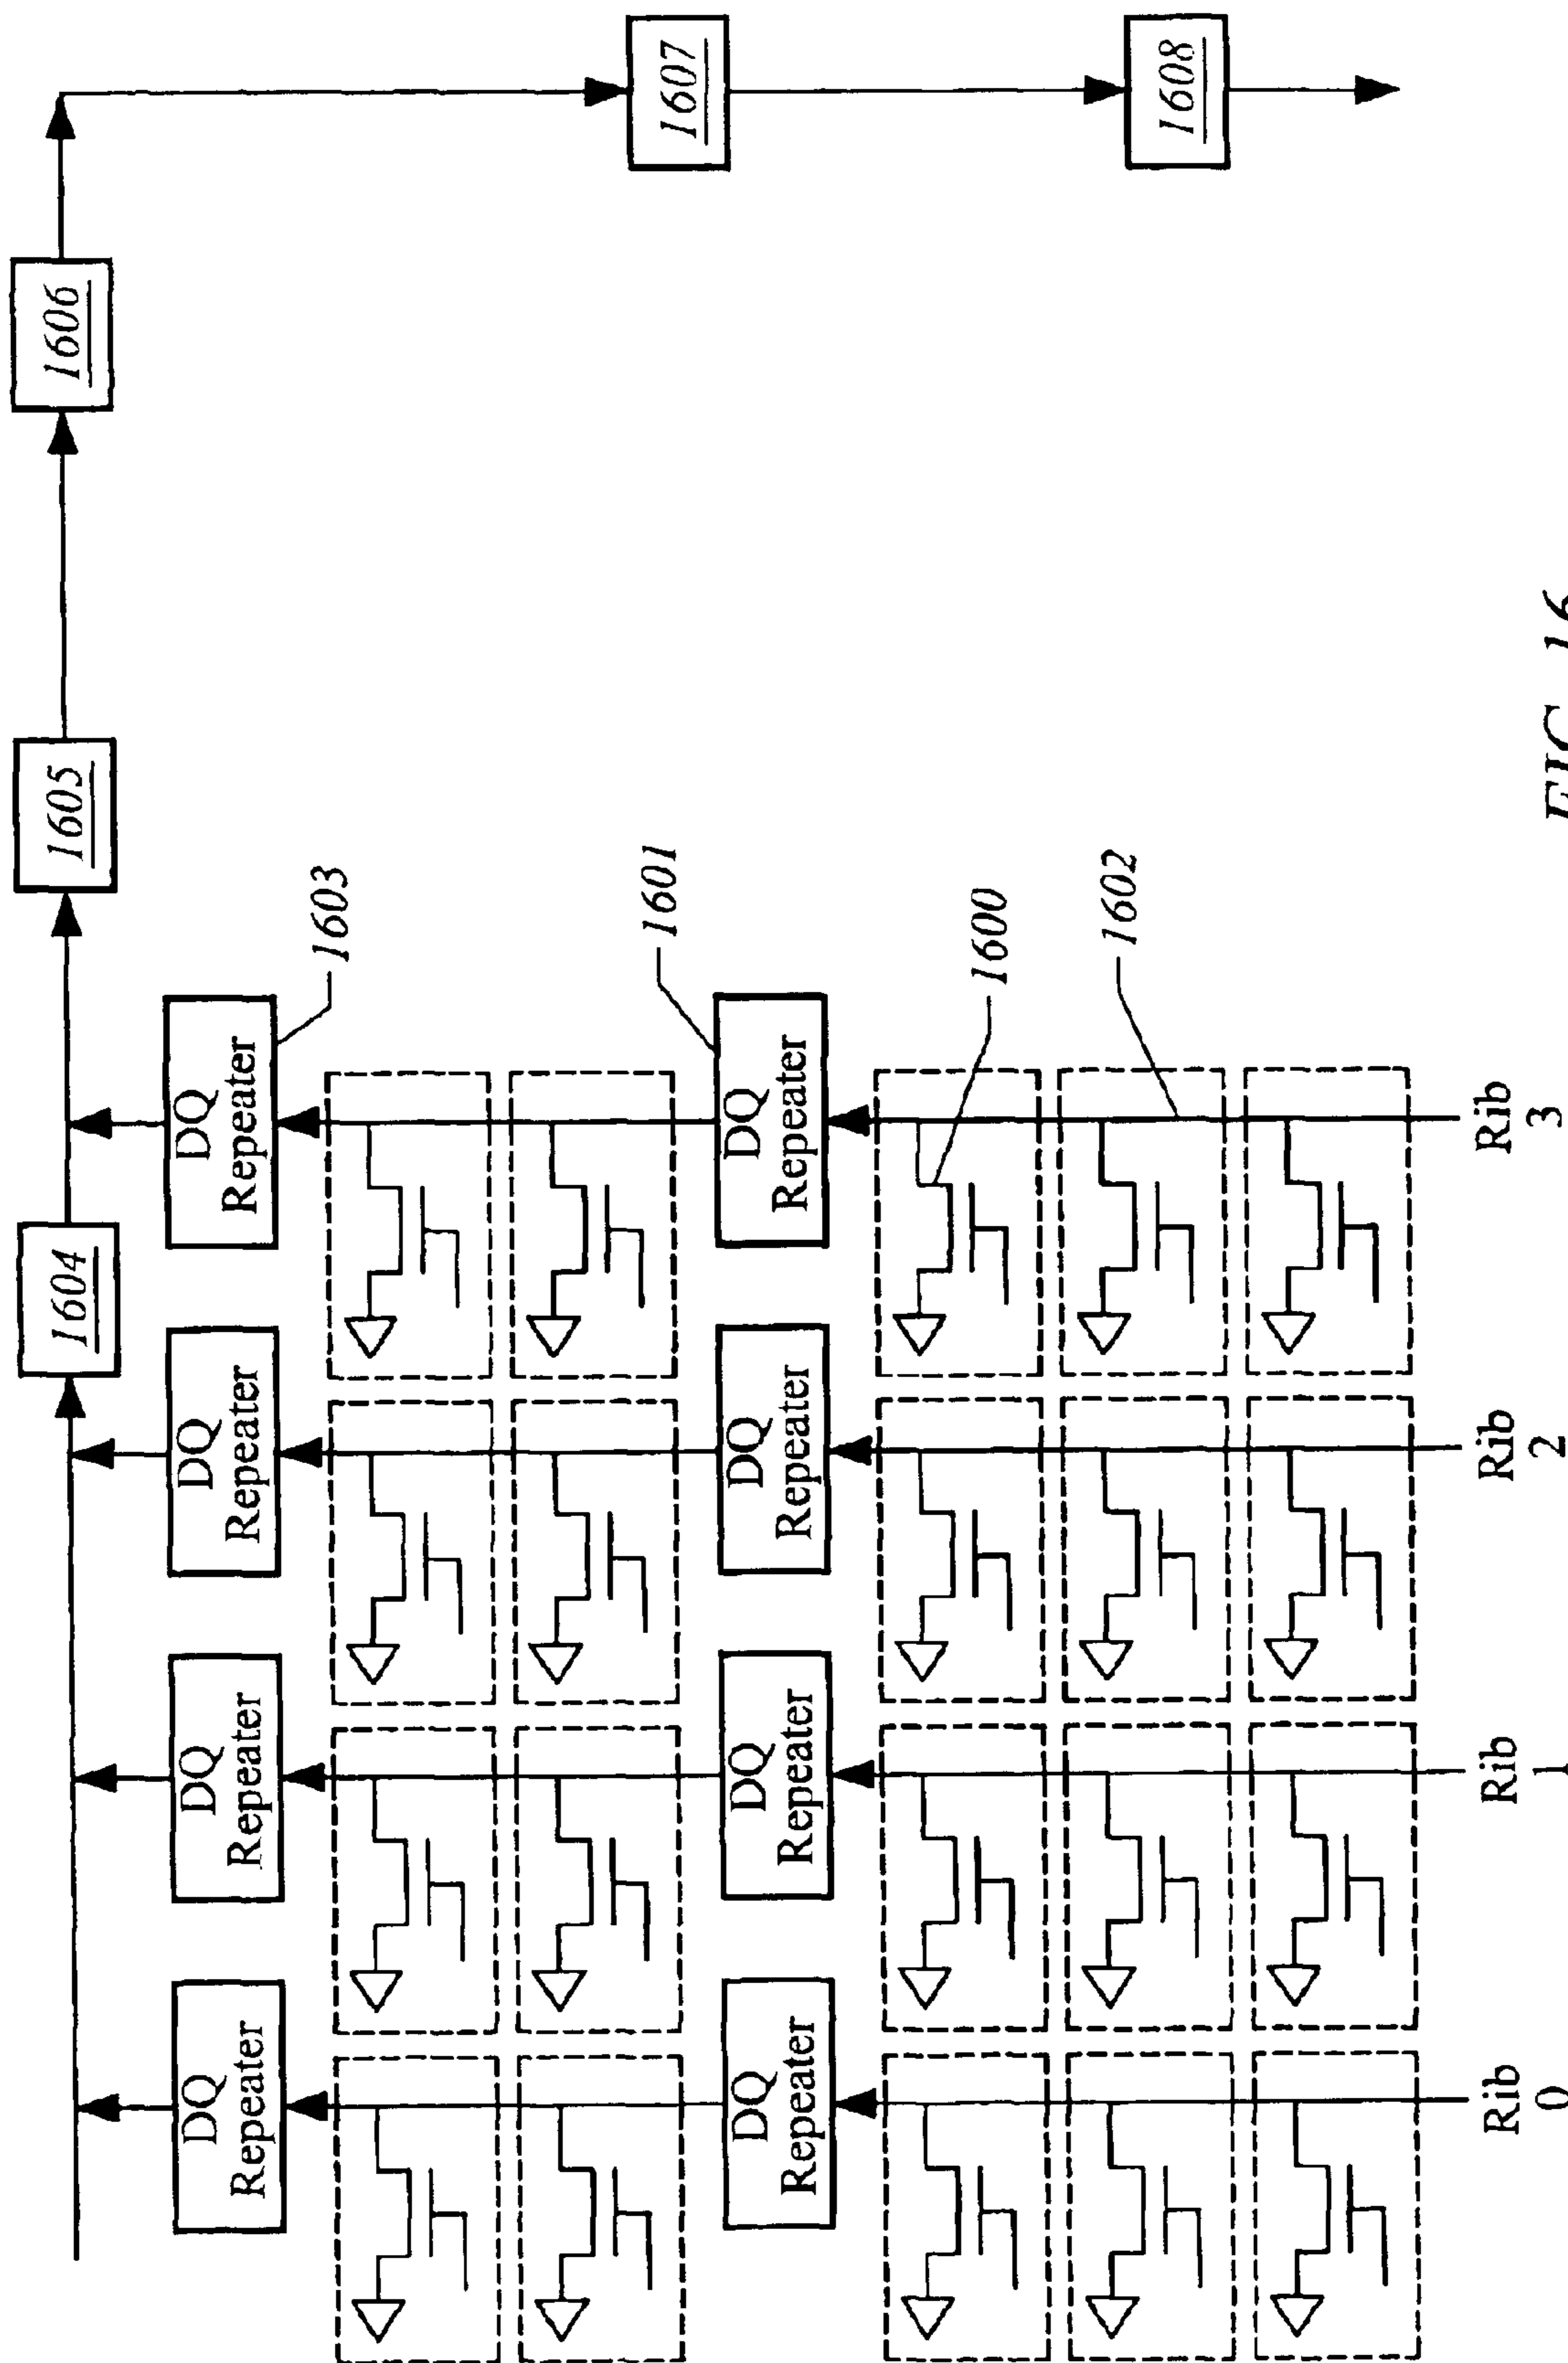 1604
1605
1606
1607
1608
DQ
Repeater
DQ
Repeater
DQ
Repeater
DQ
Repeater
1603
DQ
Repeater
DQ
Repeater
DQ
Repeater
DQ
Repeater
1601
1600
1602
Rib
0
Rib
1
Rib
2
Rib
3
FIG. 16